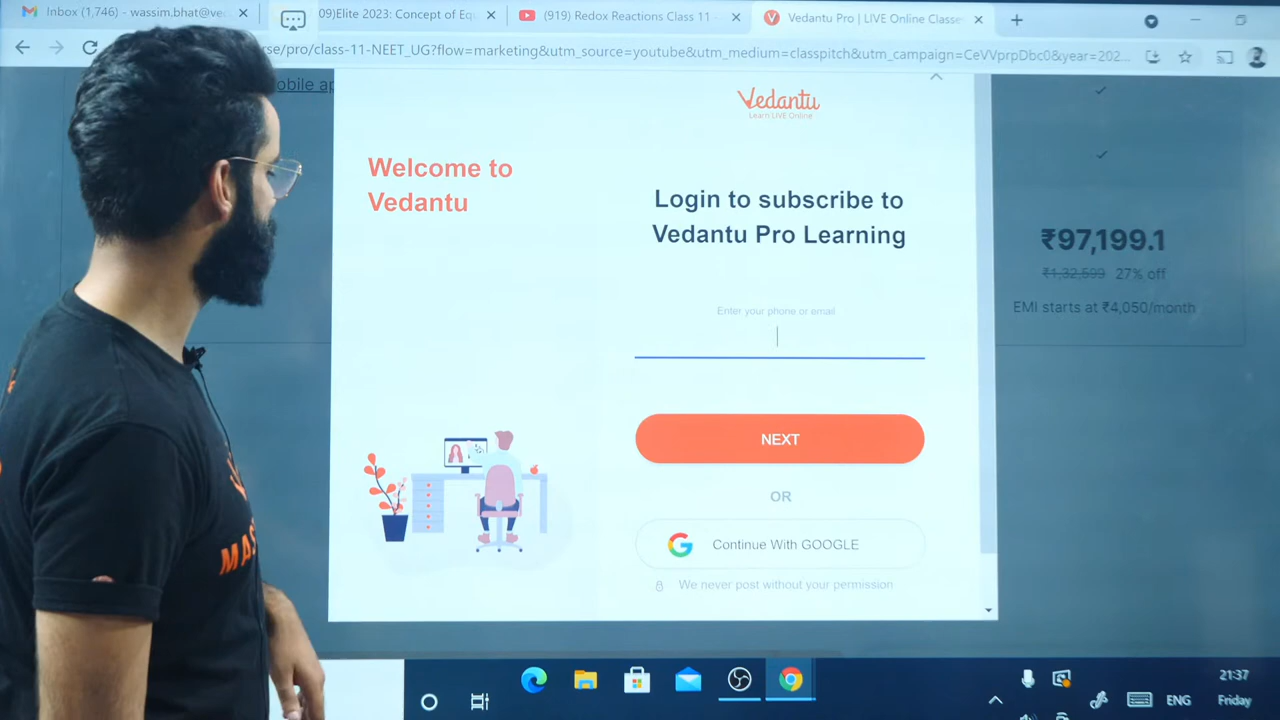 Inbox (1,746) - wassim.bhat@ve
09)Elite 2023: Concept of Eq
(919) Redox Reactions Class 11 -
Vedantu Pro | LIVE Online Classe
rse/pro/class-11-NEET_UG?flow=marketing&utm_source=youtube&utm_medium=classpitch&utm_campaign=CeVVprpDbc0&year=202...
obile ap
Vedantu
Learn LIVE Online
Welcome to
Vedantu
Login to subscribe to
Vedantu Pro Learning
Enter your phone or email
NEXT
OR
Continue With GOOGLE
We never post without your permission
₹97,199.1
₹1,32,599 27% off
EMI starts at ₹4,050/month
MAS
21:37
ENG
Friday